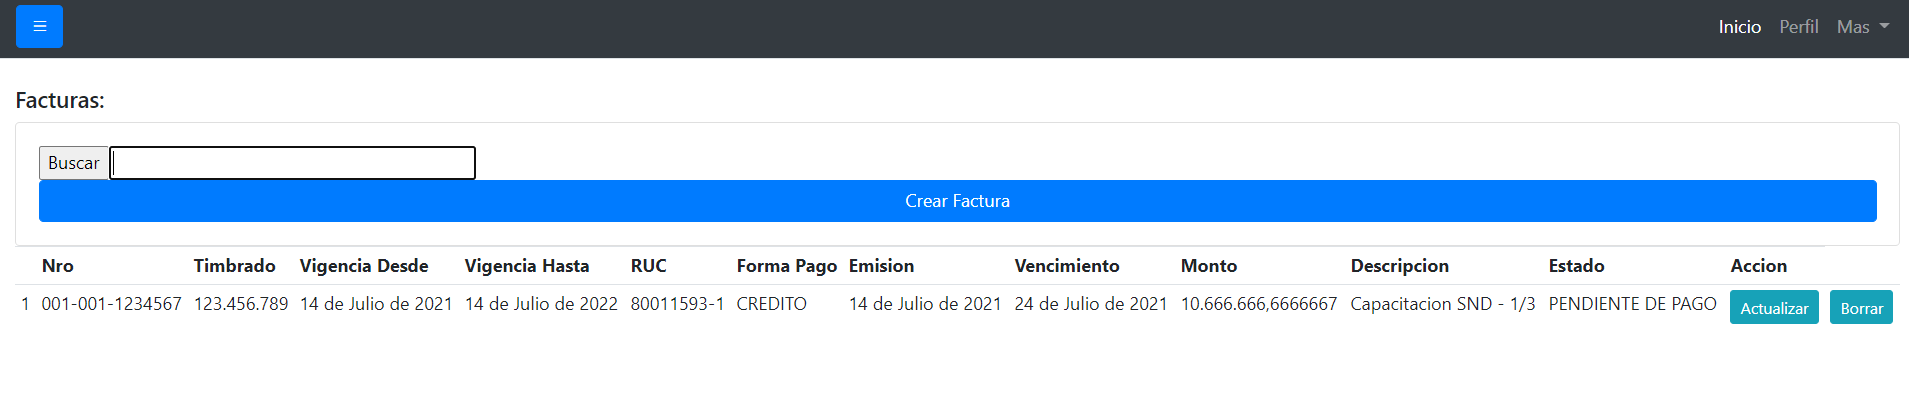 Inicio Perfil Mas
Facturas:
Buscar
Crear Factura
Nro Timbrado Vigencia Desde Vigencia Hasta RUC Forma Pago Emision Vencimiento Monto Descripcion Estado Accion
1 001-001-1234567 123.456.789 14 de Julio de 2021 14 de Julio de 2022 80011593-1 CREDITO 14 de Julio de 2021 24 de Julio de 2021 10.666.666,6666667 Capacitacion SND - 1/3 PENDIENTE DE PAGO Actualizar Borrar